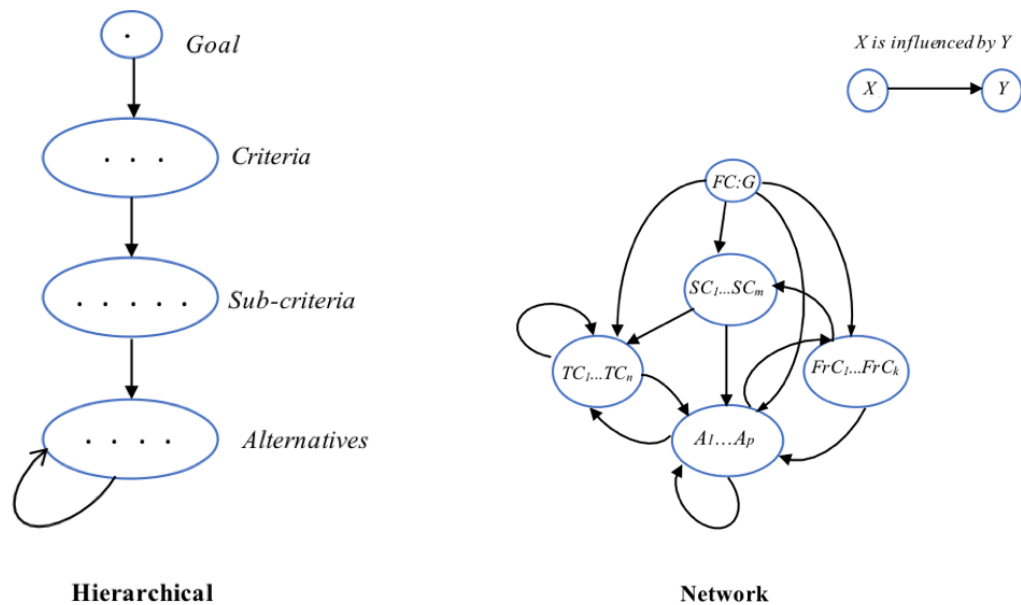 Goal
Criteria
Sub-criteria
Alternatives
Hierarchical
X is influenced by Y
X
Y
FC:G
SC₁...SCₘ
TC₁...TCₙ
FrC₁...FrCₖ
A₁...Aₚ
Network